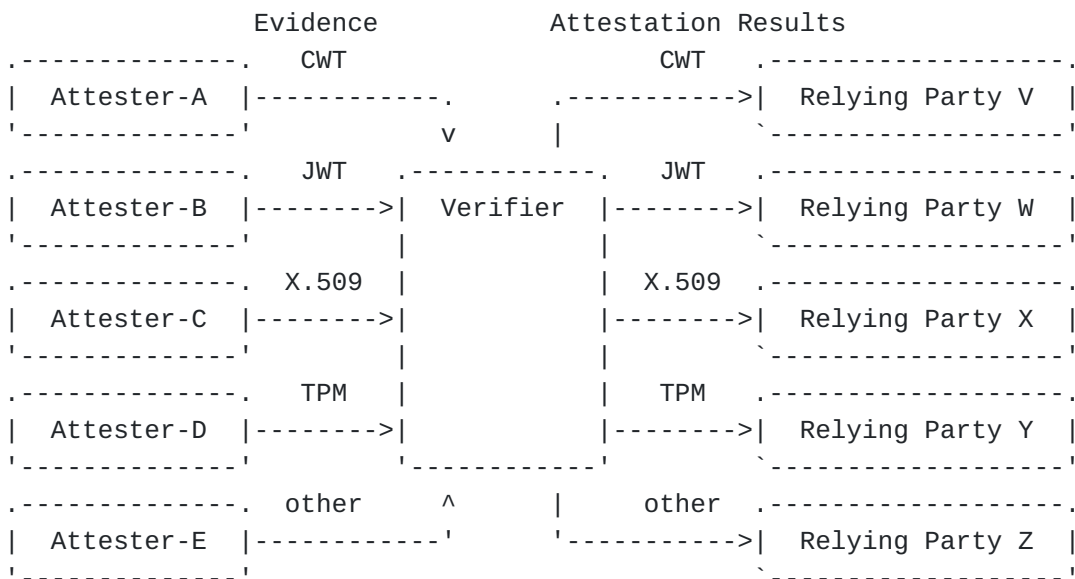 Evidence Attestation Results
CWT CWT
Attester-A Relying Party V
JWT JWT
Attester-B Verifier Relying Party W
X.509 X.509
Attester-C Relying Party X
TPM TPM
Attester-D Relying Party Y
other other
Attester-E Relying Party Z